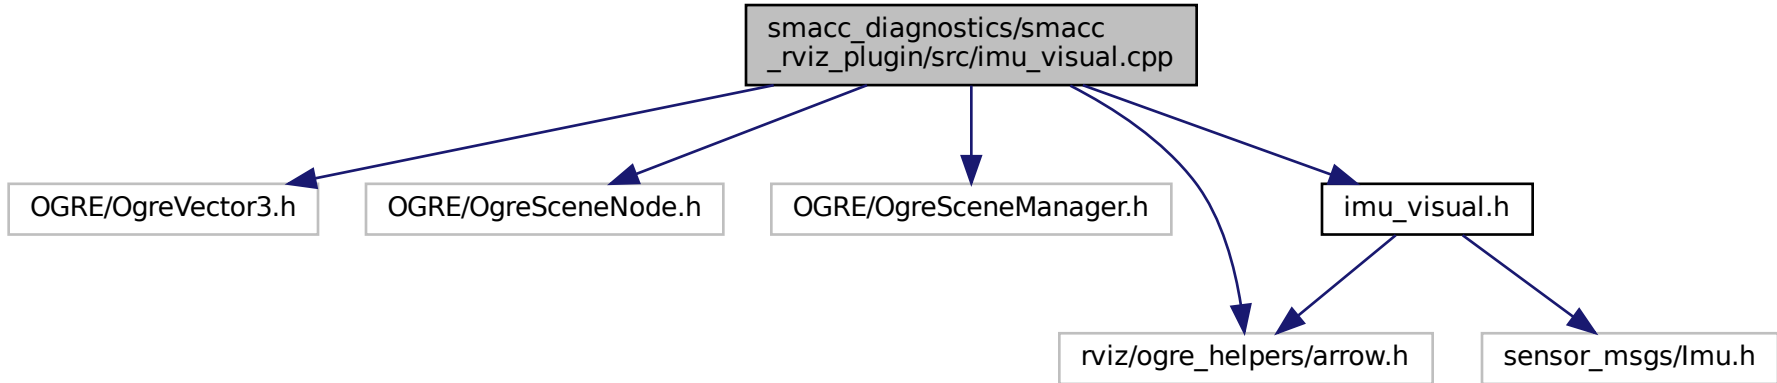 smacc_diagnostics/smacc
_rviz_plugin/src/imu_visual.cpp
OGRE/OgreVector3.h
OGRE/OgreSceneNode.h
OGRE/OgreSceneManager.h
imu_visual.h
rviz/ogre_helpers/arrow.h
sensor_msgs/Imu.h